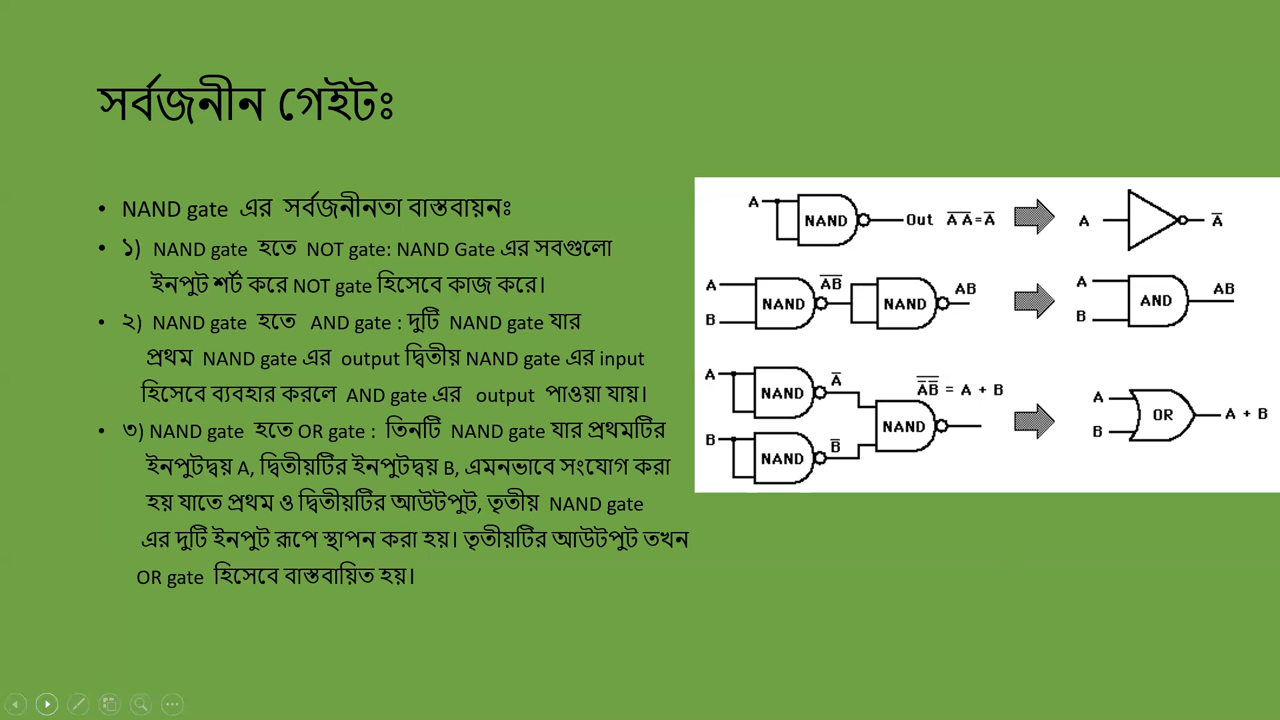 সর্বজনীন গেইটঃ
• NAND gate এর সর্বজনীনতা বাস্তবায়নঃ
• ১) NAND gate হতে NOT gate: NAND Gate এর সবগুলো
ইনপুট শর্ট করে NOT gate হিসেবে কাজ করে।
• ২) NAND gate হতে AND gate : দুটি NAND gate যার
প্রথম NAND gate এর output দ্বিতীয় NAND gate এর input
হিসেবে ব্যবহার করলে AND gate এর output পাওয়া যায়।
• ৩) NAND gate হতে OR gate : তিনটি NAND gate যার প্রথমটির
ইনপুটদ্বয় A, দ্বিতীয়টির ইনপুটদ্বয় B, এমনভাবে সংযোগ করা
হয় যাতে প্রথম ও দ্বিতীয়টির আউটপুট, তৃতীয় NAND gate
এর দুটি ইনপুট রূপে স্থাপন করা হয়। তৃতীয়টির আউটপুট তখন
OR gate হিসেবে বাস্তবায়িত হয়।
A NAND Out A̅ A̅=A̅ A A̅
A B NAND A̅B̅ NAND AB A B AND AB
A NAND A̅ B NAND B̅ NAND A̅̅B̅̅ = A + B A B OR A + B